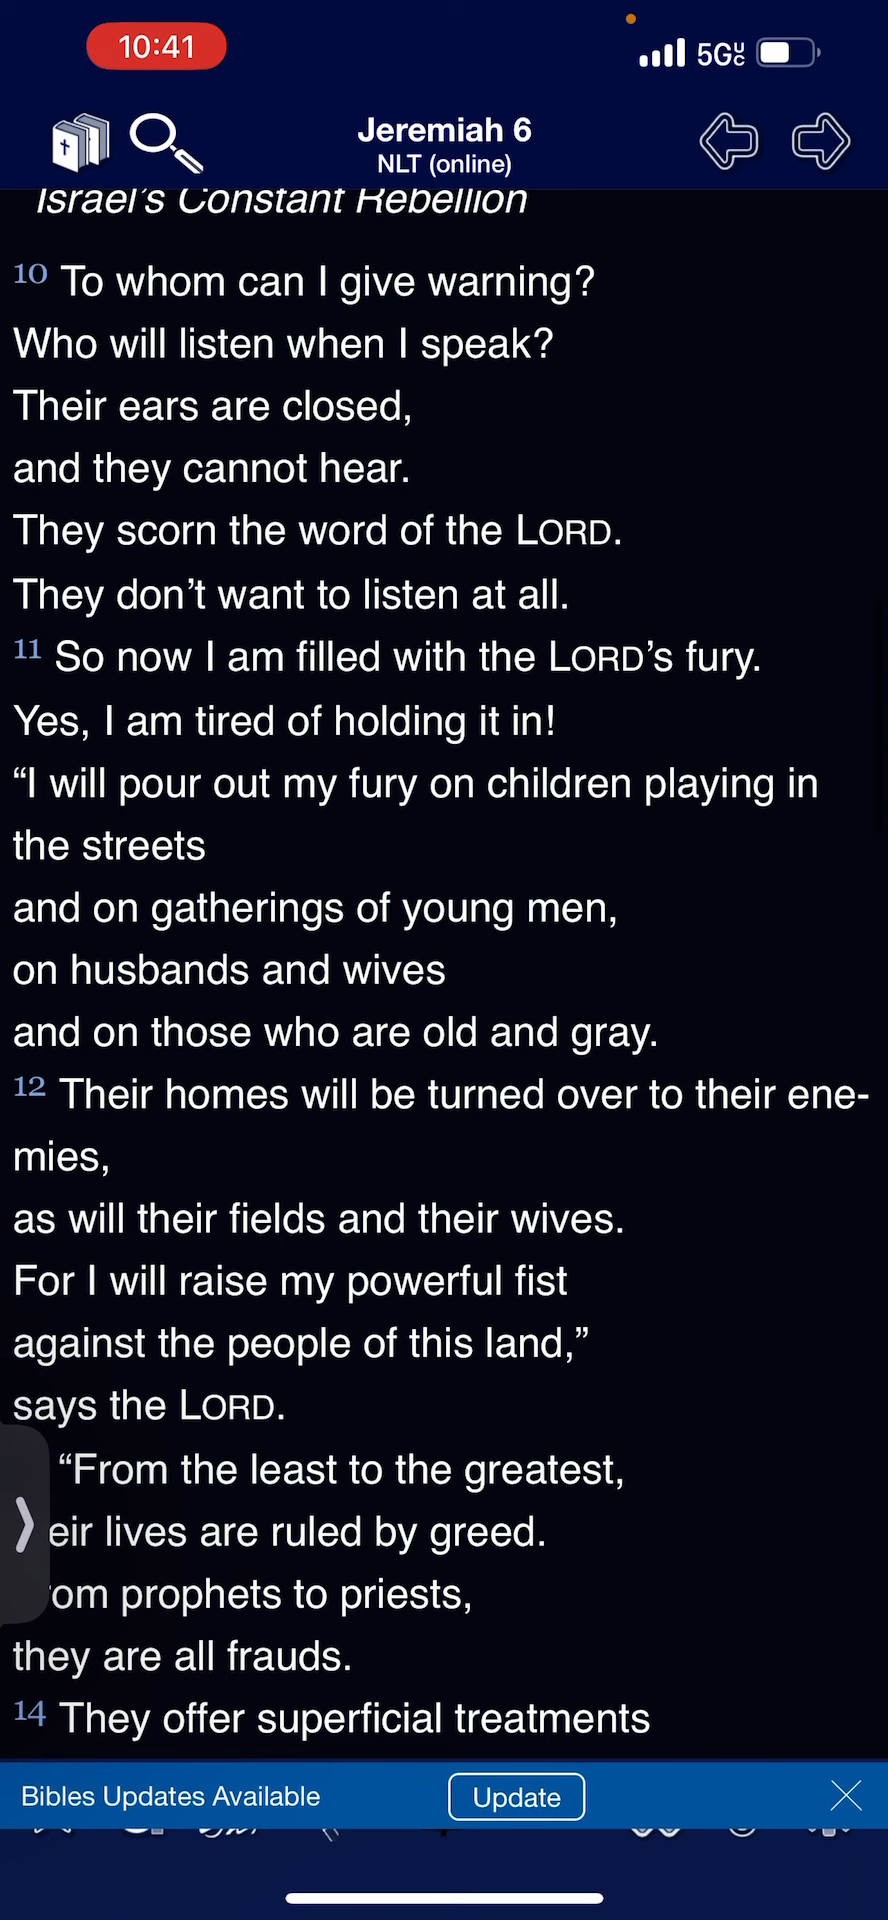 10:41
5G UC
Jeremiah 6
NLT (online)
Israel's Constant Rebellion
10 To whom can I give warning?
Who will listen when I speak?
Their ears are closed,
and they cannot hear.
They scorn the word of the LORD.
They don’t want to listen at all.
11 So now I am filled with the LORD’s fury.
Yes, I am tired of holding it in!
“I will pour out my fury on children playing in
the streets
and on gatherings of young men,
on husbands and wives
and on those who are old and gray.
12 Their homes will be turned over to their ene-
mies,
as will their fields and their wives.
For I will raise my powerful fist
against the people of this land,”
says the LORD.
“From the least to the greatest,
eir lives are ruled by greed.
om prophets to priests,
they are all frauds.
14 They offer superficial treatments
Bibles Updates Available
Update